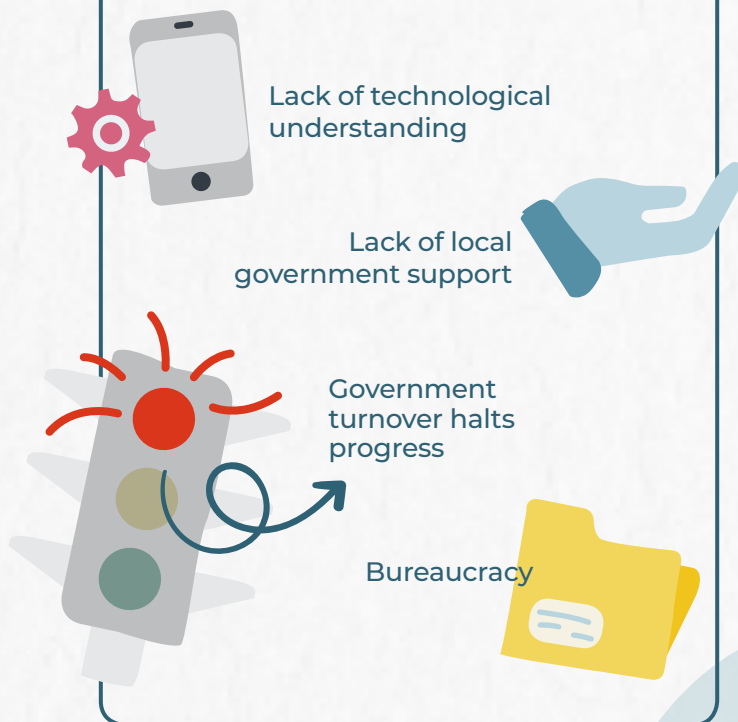 Lack of technological
understanding
Lack of local
government support
Government
turnover halts
progress
Bureaucracy